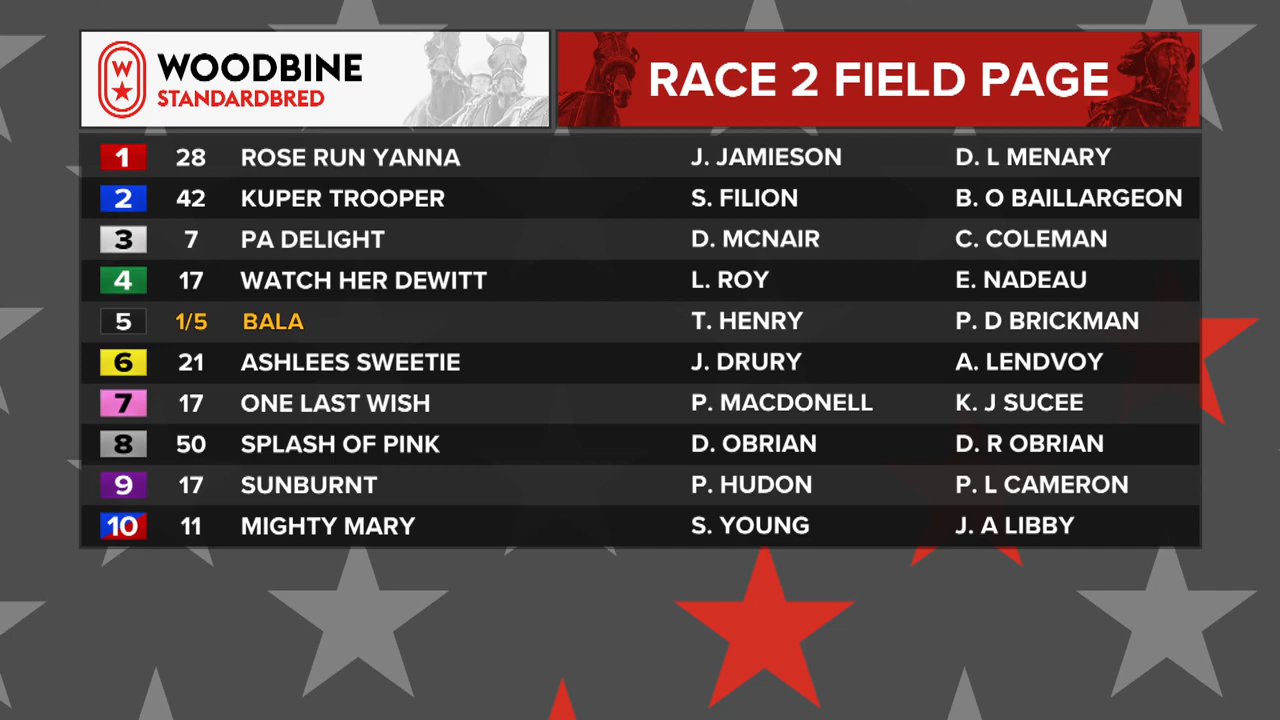 W
WOODBINE
STANDARDBRED
RACE 2 FIELD PAGE
1 28 ROSE RUN YANNA J. JAMIESON D. L MENARY
2 42 KUPER TROOPER S. FILION B. O BAILLARGEON
3 7 PA DELIGHT D. MCNAIR C. COLEMAN
4 17 WATCH HER DEWITT L. ROY E. NADEAU
5 1/5 BALA T. HENRY P. D BRICKMAN
6 21 ASHLEES SWEETIE J. DRURY A. LENDVOY
7 17 ONE LAST WISH P. MACDONELL K. J SUCEE
8 50 SPLASH OF PINK D. OBRIAN D. R OBRIAN
9 17 SUNBURNT P. HUDON P. L CAMERON
10 11 MIGHTY MARY S. YOUNG J. A LIBBY